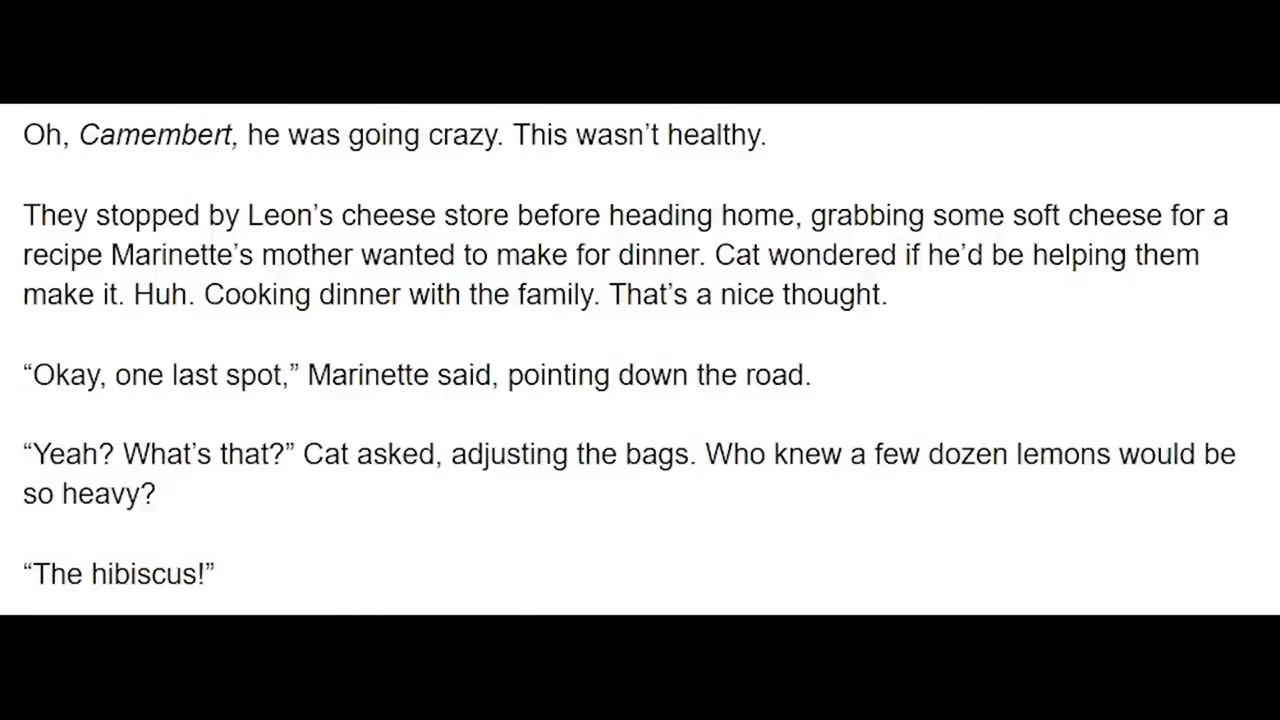 Oh, Camembert, he was going crazy. This wasn’t healthy.
They stopped by Leon’s cheese store before heading home, grabbing some soft cheese for a
recipe Marinette’s mother wanted to make for dinner. Cat wondered if he’d be helping them
make it. Huh. Cooking dinner with the family. That’s a nice thought.
“Okay, one last spot,” Marinette said, pointing down the road.
“Yeah? What’s that?” Cat asked, adjusting the bags. Who knew a few dozen lemons would be
so heavy?
“The hibiscus!”